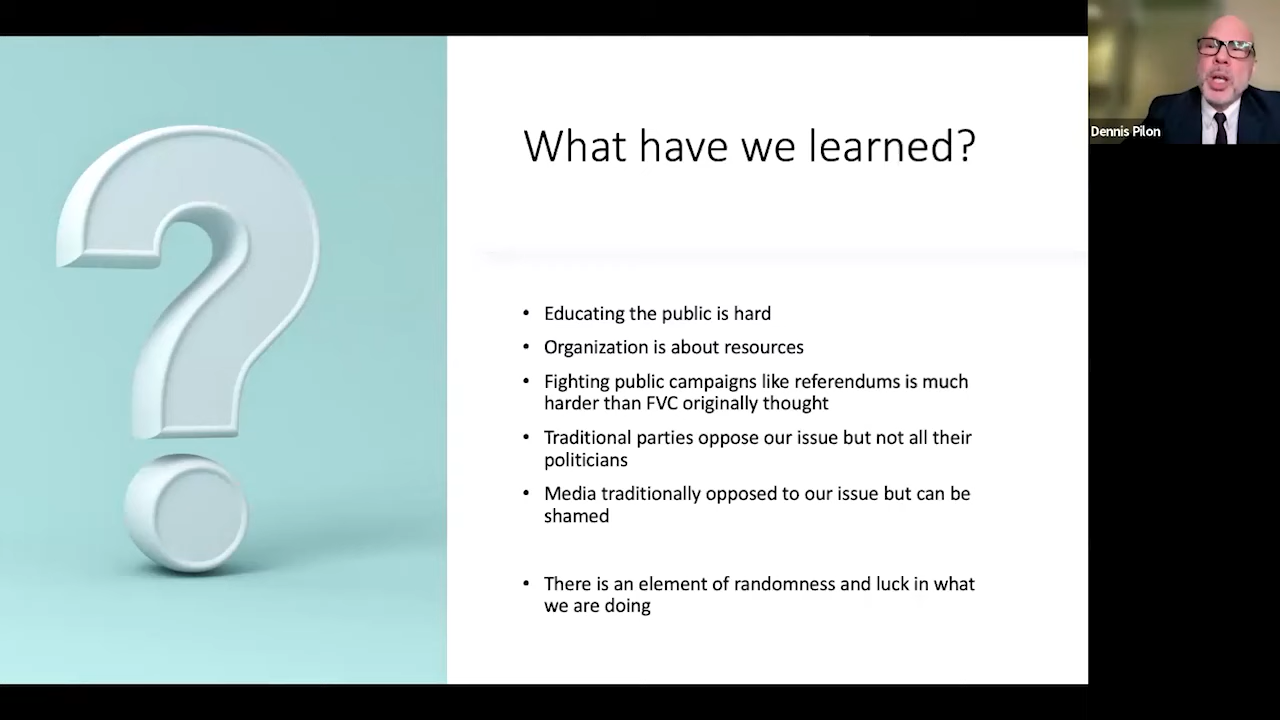 What have we learned?
• Educating the public is hard
• Organization is about resources
• Fighting public campaigns like referendums is much
harder than FVC originally thought
• Traditional parties oppose our issue but not all their
politicians
• Media traditionally opposed to our issue but can be
shamed
• There is an element of randomness and luck in what
we are doing
Dennis Pilon